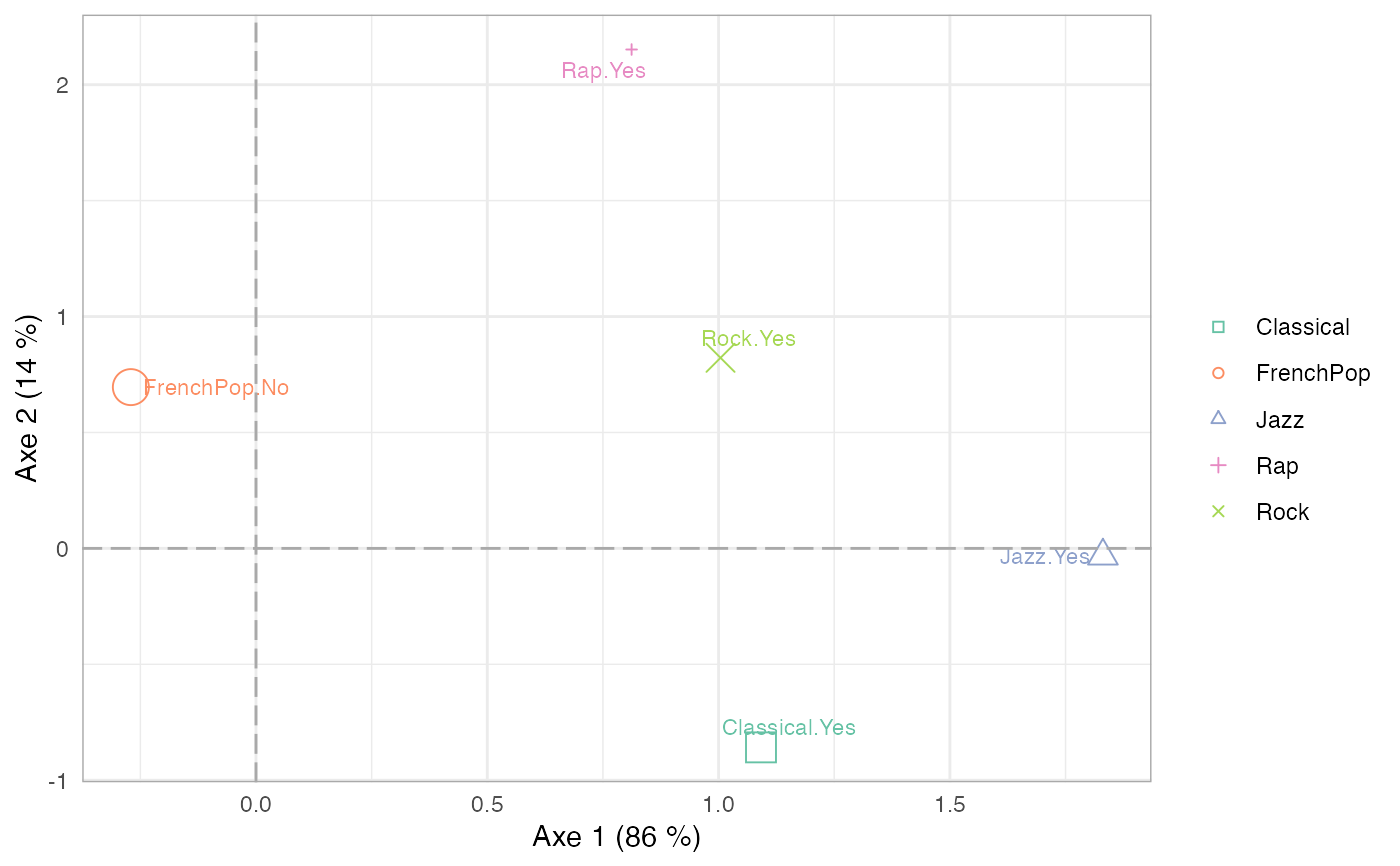 2
1
0
-1
Axe 2 (14 %)
Rap.Yes
Rock.Yes
FrenchPop.No
Jazz.Yes
Classical.Yes
0.0 0.5 1.0 1.5
Axe 1 (86 %)
Classical
FrenchPop
Jazz
Rap
Rock